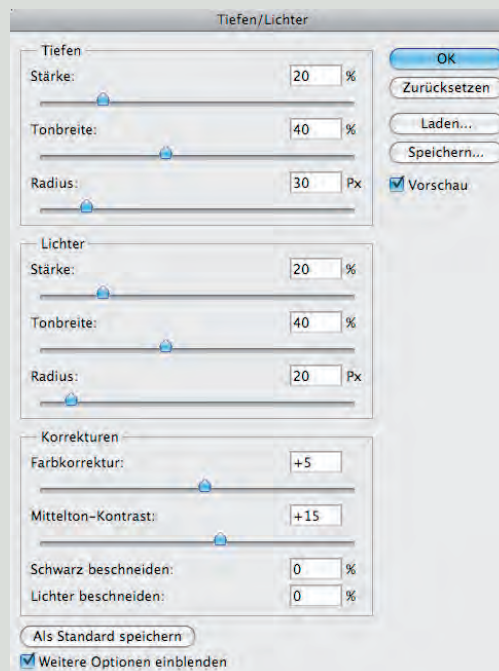 Tiefen/Lichter
Tiefen
Stärke: 20 %
Tonbreite: 40 %
Radius: 30 Px
Lichter
Stärke: 20 %
Tonbreite: 40 %
Radius: 20 Px
Korrekturen
Farbkorrektur: +5
Mittelton-Kontrast: +15
Schwarz beschneiden: 0 %
Lichter beschneiden: 0 %
Als Standard speichern
Weitere Optionen einblenden
OK
Zurücksetzen
Laden...
Speichern...
Vorschau